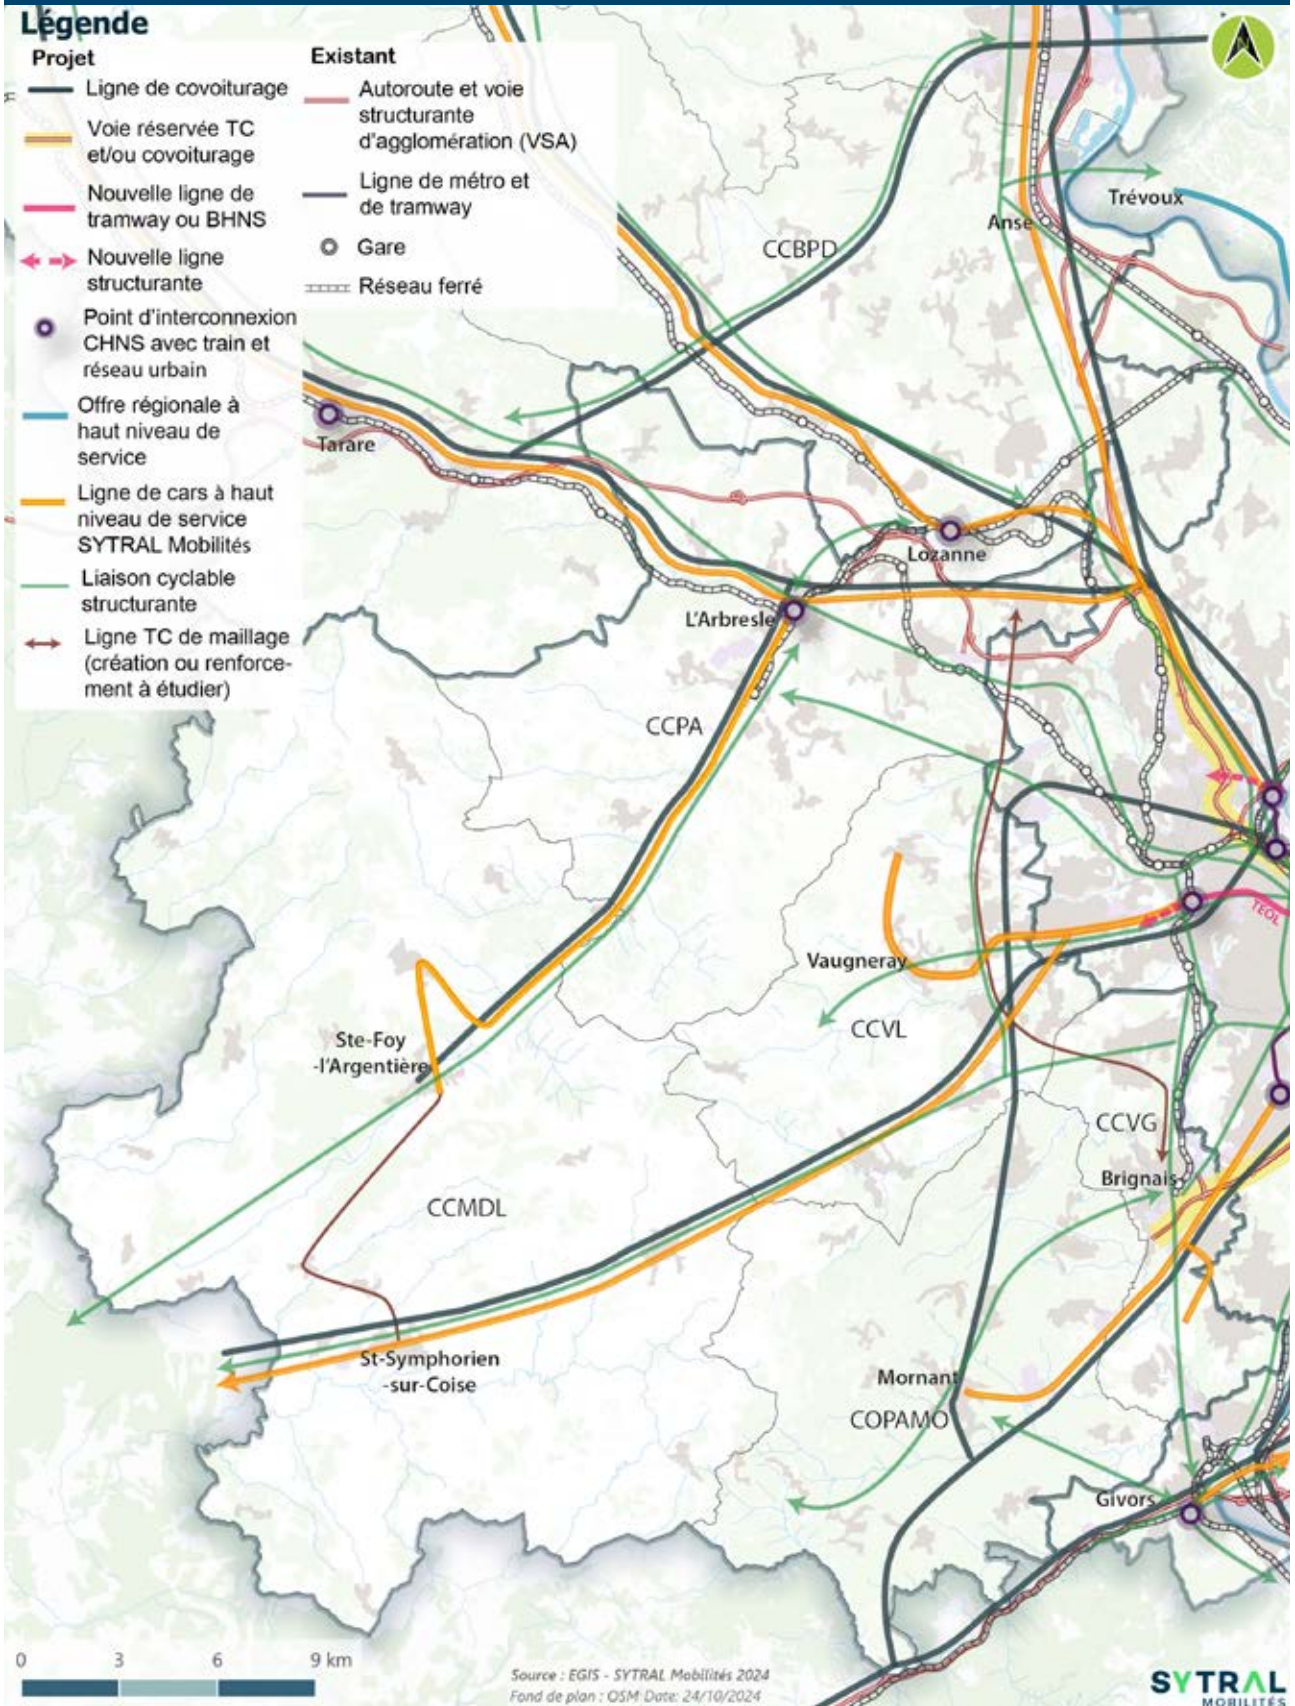 Légende
Projet
Ligne de covoiturage
Voie réservée TC
et/ou covoiturage
Nouvelle ligne de
tramway ou BHNS
Nouvelle ligne
structurante
Point d'interconnexion
CHNS avec train et
réseau urbain
Offre régionale à
haut niveau de
service
Ligne de cars à haut
niveau de service
SYTRAL Mobilités
Liaison cyclable
structurante
Ligne TC de maillage
(création ou renforce-
ment à étudier)
Existant
Autoroute et voie
structurante
d'agglomération (VSA)
Ligne de métro et
de tramway
Gare
Réseau ferré
Trévoux
Anse
CCBPD
Tarare
Lozanne
L'Arbresle
CCPA
TEOL
Vaugneray
CCVL
Ste-Foy
-l'Argentière
CCVG
Brignais
CCMDL
St-Symphorien
-sur-Coise
Mornant
COPAMO
Givors
0 3 6 9 km
Source : EGIS - SYTRAL Mobilités 2024
Fond de plan : OSM Date: 24/10/2024
SYTRAL
MOBILITÉS